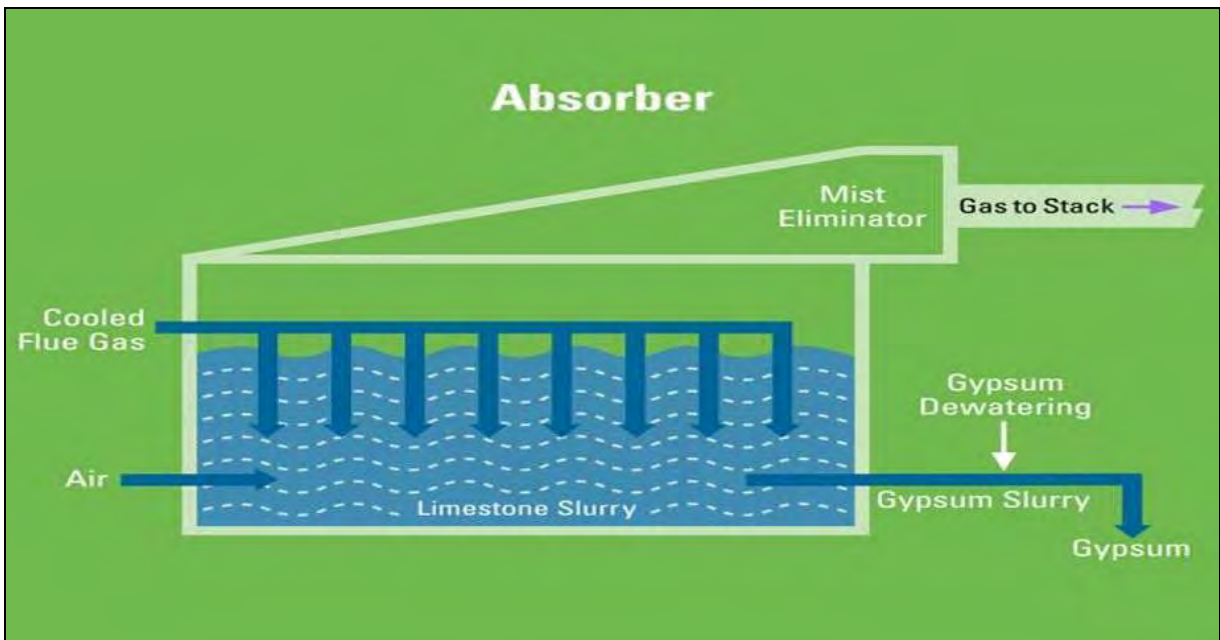 Absorber
Mist
Eliminator
Gas to Stack
Cooled
Flue Gas
Gypsum
Dewatering
Air
Limestone Slurry
Gypsum Slurry
Gypsum